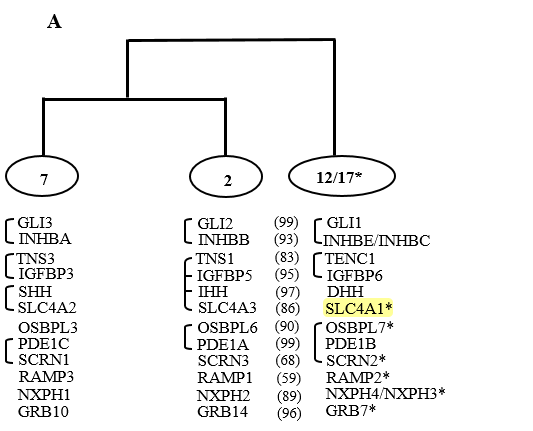 A
7 2 12/17*
GLI3 GLI2 (99) GLI1
INHBA INHBB (93) INHBE/INHBC
TNS3 TNS1 (83) TENC1
IGFBP3 IGFBP5 (95) IGFBP6
SHH IHH (97) DHH
SLC4A2 SLC4A3 (86) SLC4A1*
OSBPL3 OSBPL6 (90) OSBPL7*
PDE1C PDE1A (99) PDE1B
SCRN1 SCRN3 (68) SCRN2*
RAMP3 RAMP1 (59) RAMP2*
NXPH1 NXPH2 (89) NXPH4/NXPH3*
GRB10 GRB14 (96) GRB7*